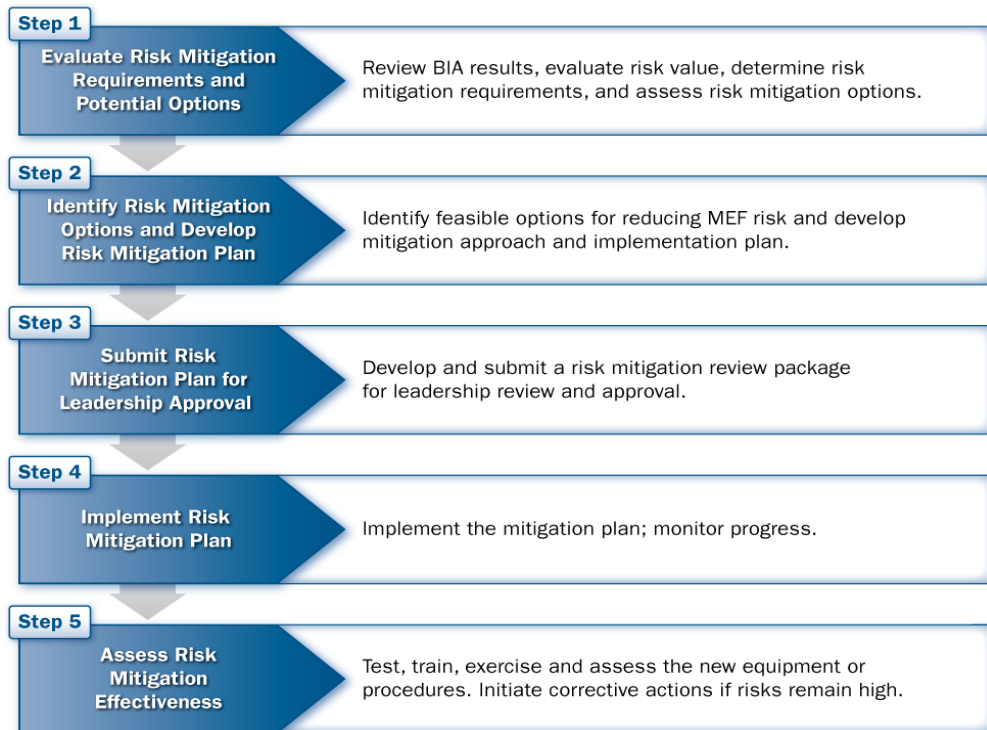 Step 1
Evaluate Risk Mitigation
Requirements and
Potential Options
Review BIA results, evaluate risk value, determine risk
mitigation requirements, and assess risk mitigation options.
Step 2
Identify Risk Mitigation
Options and Develop
Risk Mitigation Plan
Identify feasible options for reducing MEF risk and develop
mitigation approach and implementation plan.
Step 3
Submit Risk
Mitigation Plan for
Leadership Approval
Develop and submit a risk mitigation review package
for leadership review and approval.
Step 4
Implement Risk
Mitigation Plan
Implement the mitigation plan; monitor progress.
Step 5
Assess Risk
Mitigation
Effectiveness
Test, train, exercise and assess the new equipment or
procedures. Initiate corrective actions if risks remain high.